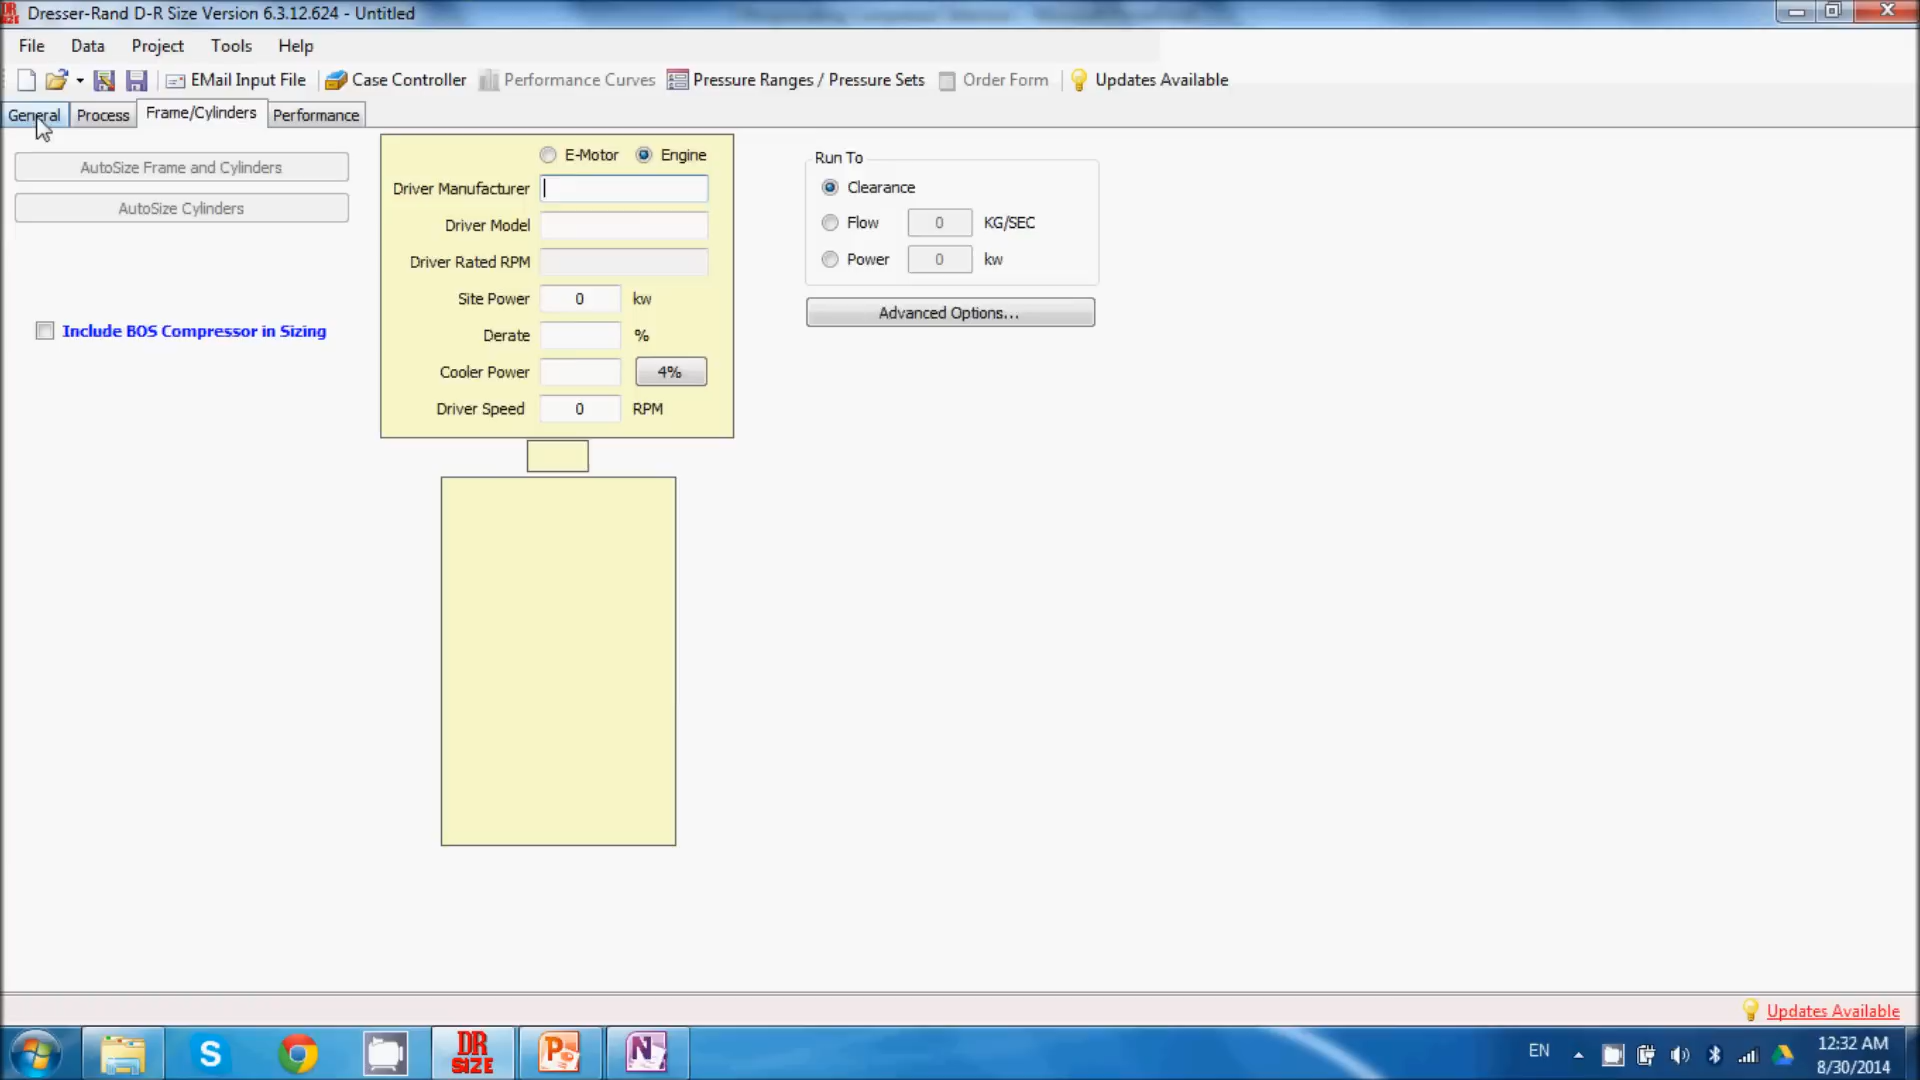 DR SIZE Dresser-Rand D-R Size Version 6.3.12.624 - Untitled
File Data Project Tools Help
EMail Input File Case Controller Performance Curves Pressure Ranges / Pressure Sets Order Form Updates Available
General Process Frame/Cylinders Performance
AutoSize Frame and Cylinders
AutoSize Cylinders
Include BOS Compressor in Sizing
E-Motor Engine
Driver Manufacturer
Driver Model
Driver Rated RPM
Site Power 0 kw
Derate %
Cooler Power 4%
Driver Speed 0 RPM
Run To
Clearance
Flow 0 KG/SEC
Power 0 kw
Advanced Options...
Updates Available
DR
SIZE
EN
12:32 AM
8/30/2014